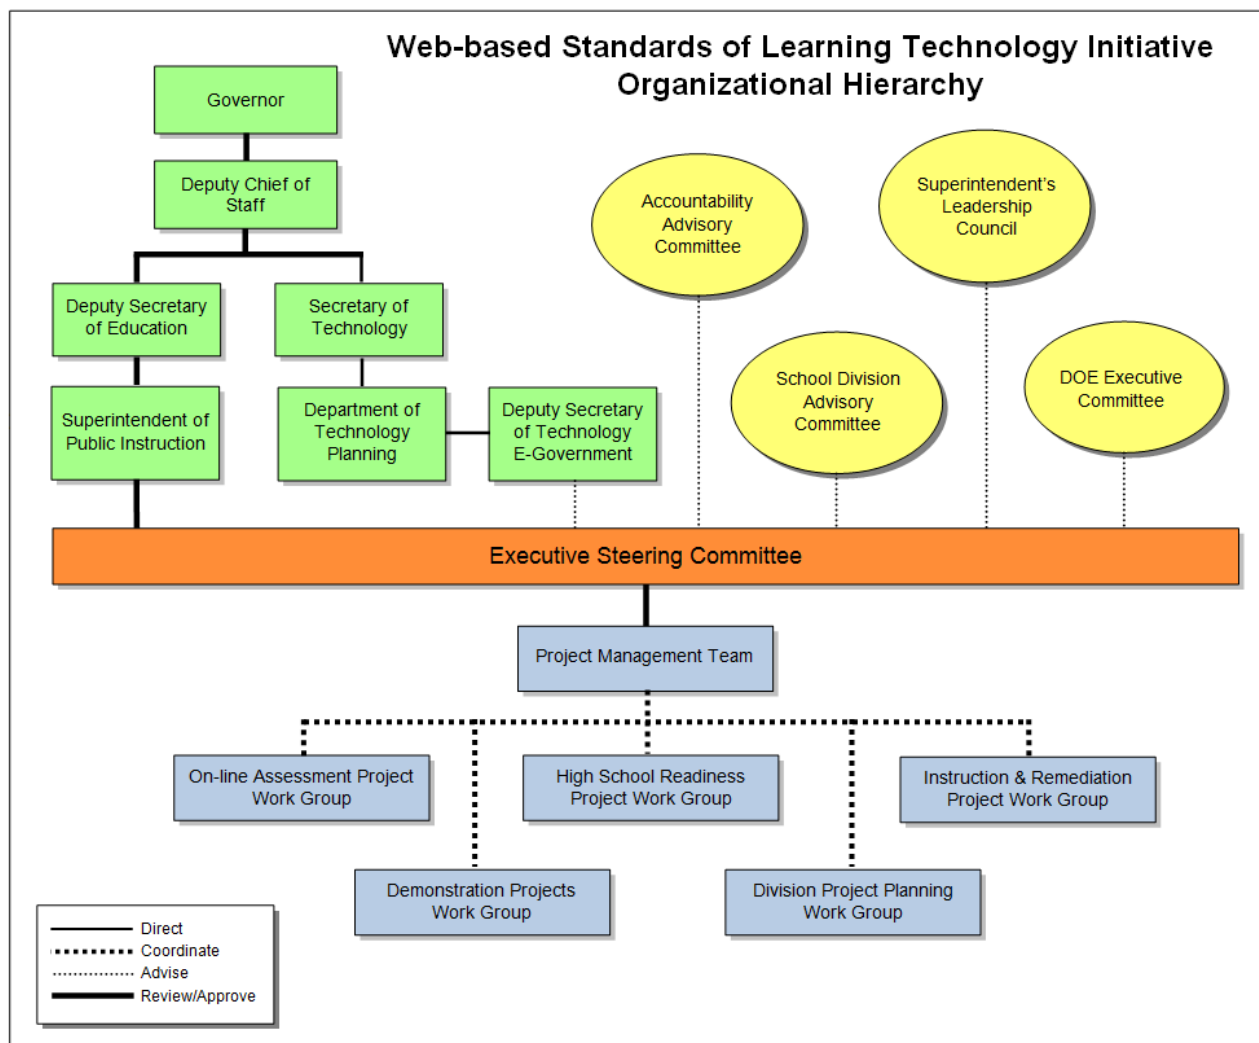 Web-based Standards of Learning Technology Initiative
Organizational Hierarchy
Governor
Deputy Chief of
Staff
Deputy Secretary
of Education
Secretary of
Technology
Superintendent of
Public Instruction
Department of
Technology
Planning
Deputy Secretary
of Technology
E-Government
Accountability
Advisory
Committee
Superintendent's
Leadership
Council
School Division
Advisory
Committee
DOE Executive
Committee
Executive Steering Committee
Project Management Team
On-line Assessment Project
Work Group
High School Readiness
Project Work Group
Instruction & Remediation
Project Work Group
Demonstration Projects
Work Group
Division Project Planning
Work Group
Direct
Coordinate
Advise
Review/Approve